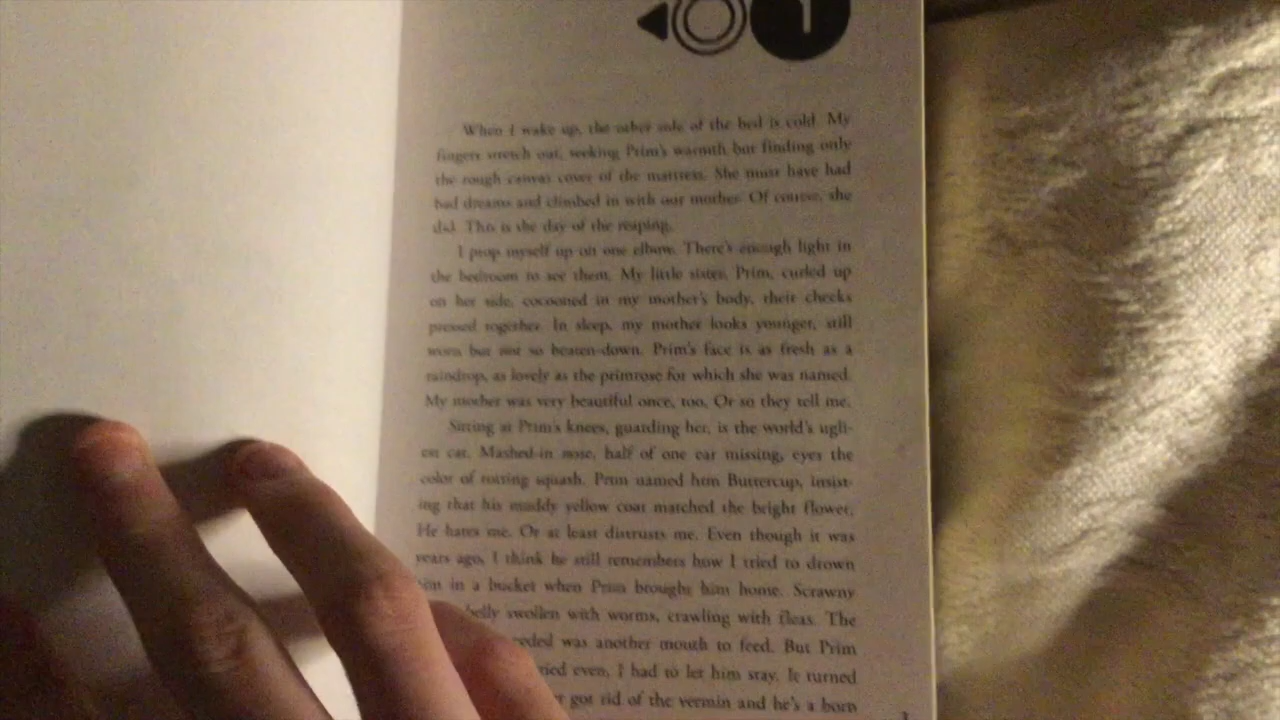 1
When I wake up, the other side of the bed is cold. My
fingers stretch out, seeking Prim's warmth but finding only
the rough canvas cover of the mattress. She must have had
bad dreams and climbed in with our mother. Of course, she
did. This is the day of the reaping.
I prop myself up on one elbow. There's enough light in
the bedroom to see them. My little sister, Prim, curled up
on her side, cocooned in my mother's body, their cheeks
pressed together. In sleep, my mother looks younger, still
worn but not so beaten-down. Prim's face is as fresh as a
raindrop, as lovely as the primrose for which she was named.
My mother was very beautiful once, too. Or so they tell me.
Sitting at Prim's knees, guarding her, is the world's ugli-
est cat. Mashed-in nose, half of one ear missing, eyes the
color of rotting squash. Prim named him Buttercup, insist-
ing that his muddy yellow coat matched the bright flower.
He hates me. Or at least distrusts me. Even though it was
years ago, I think he still remembers how I tried to drown
him in a bucket when Prim brought him home. Scrawny
belly swollen with worms, crawling with fleas. The
was another mouth to feed. But Prim
even, I had to let him stay. It turned
got rid of the vermin and he's a born